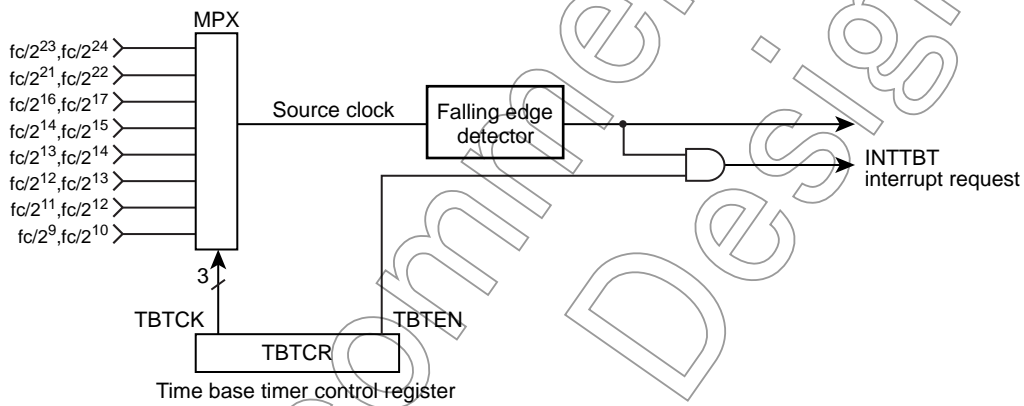 MPX
fc/2^23,fc/2^24
fc/2^21,fc/2^22
fc/2^16,fc/2^17
fc/2^14,fc/2^15
fc/2^13,fc/2^14
fc/2^12,fc/2^13
fc/2^11,fc/2^12
fc/2^9,fc/2^10
Source clock
Falling edge
detector
INTTBT
interrupt request
3
TBTCK
TBTEN
TBTCR
Time base timer control register